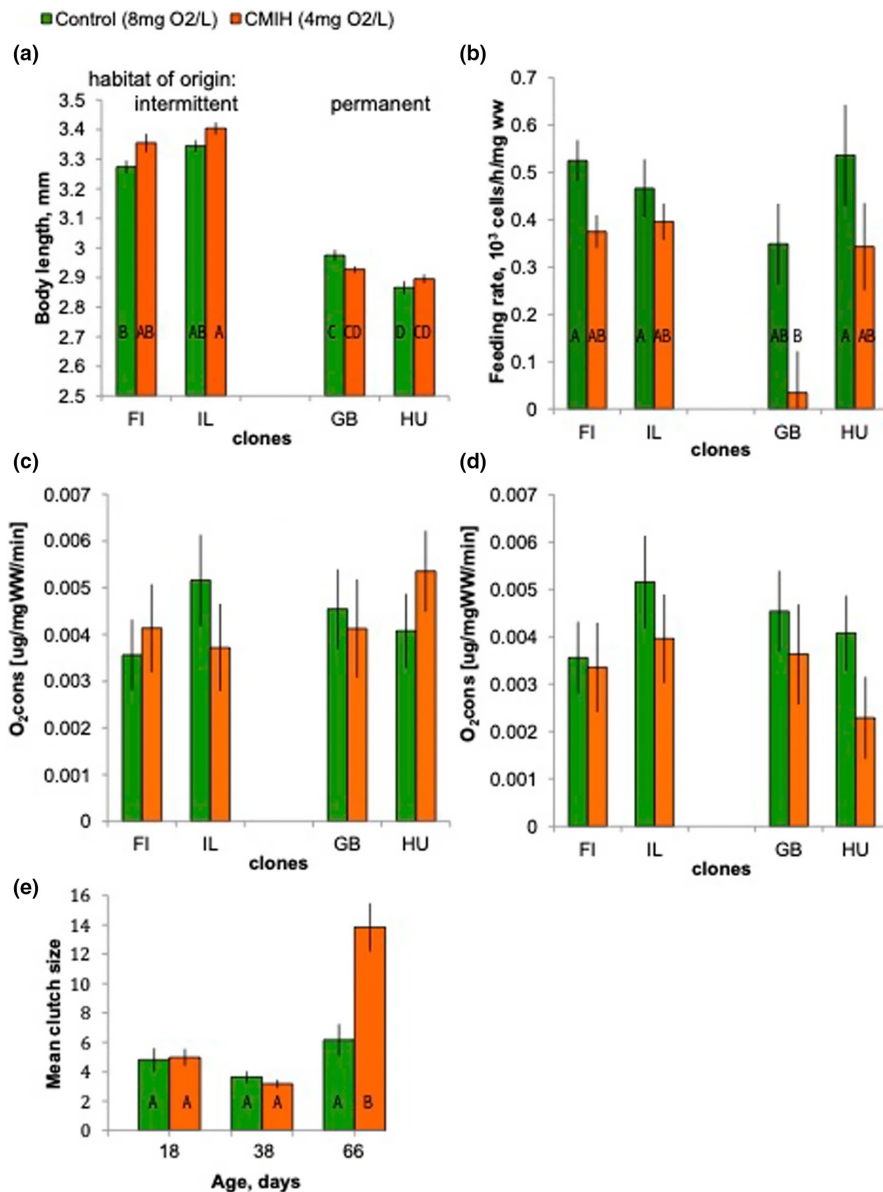 Control (8mg O2/L) CMIH (4mg O2/L)
(a)
habitat of origin:
intermittent permanent
3.5
3.4
3.3
3.2
3.1
3
2.9
2.8
2.7
2.6
2.5
Body length, mm
B AB AB A C CD D CD
FI IL GB HU
clones
(b)
0.7
0.6
0.5
0.4
0.3
0.2
0.1
0
Feeding rate, 10³ cells/h/mg ww
A AB A AB AB B A AB
FI IL GB HU
clones
(c)
0.007
0.006
0.005
0.004
0.003
0.002
0.001
0
O₂cons [ug/mgWW/min]
FI IL GB HU
clones
(d)
0.007
0.006
0.005
0.004
0.003
0.002
0.001
0
O₂cons [ug/mgWW/min]
FI IL GB HU
clones
(e)
16
14
12
10
8
6
4
2
0
Mean clutch size
A A A A A B
18 38 66
Age, days